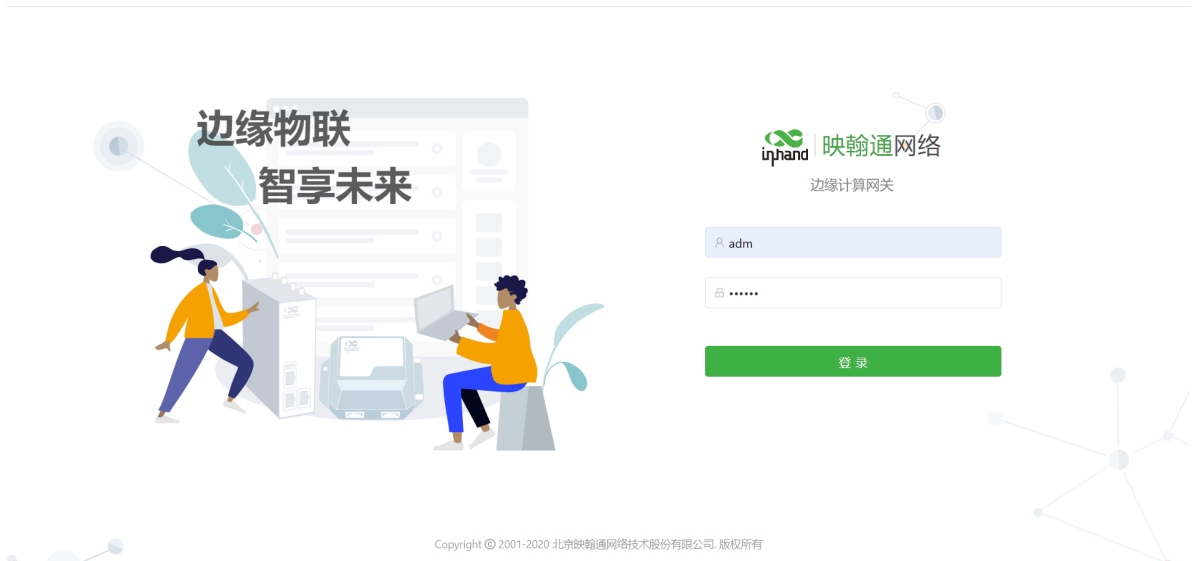 边缘物联
智享未来
inhand
映翰通网络
边缘计算网关
adm
••••••
登 录
inhand
inhand
Copyright © 2001-2020 北京映翰通网络技术股份有限公司. 版权所有